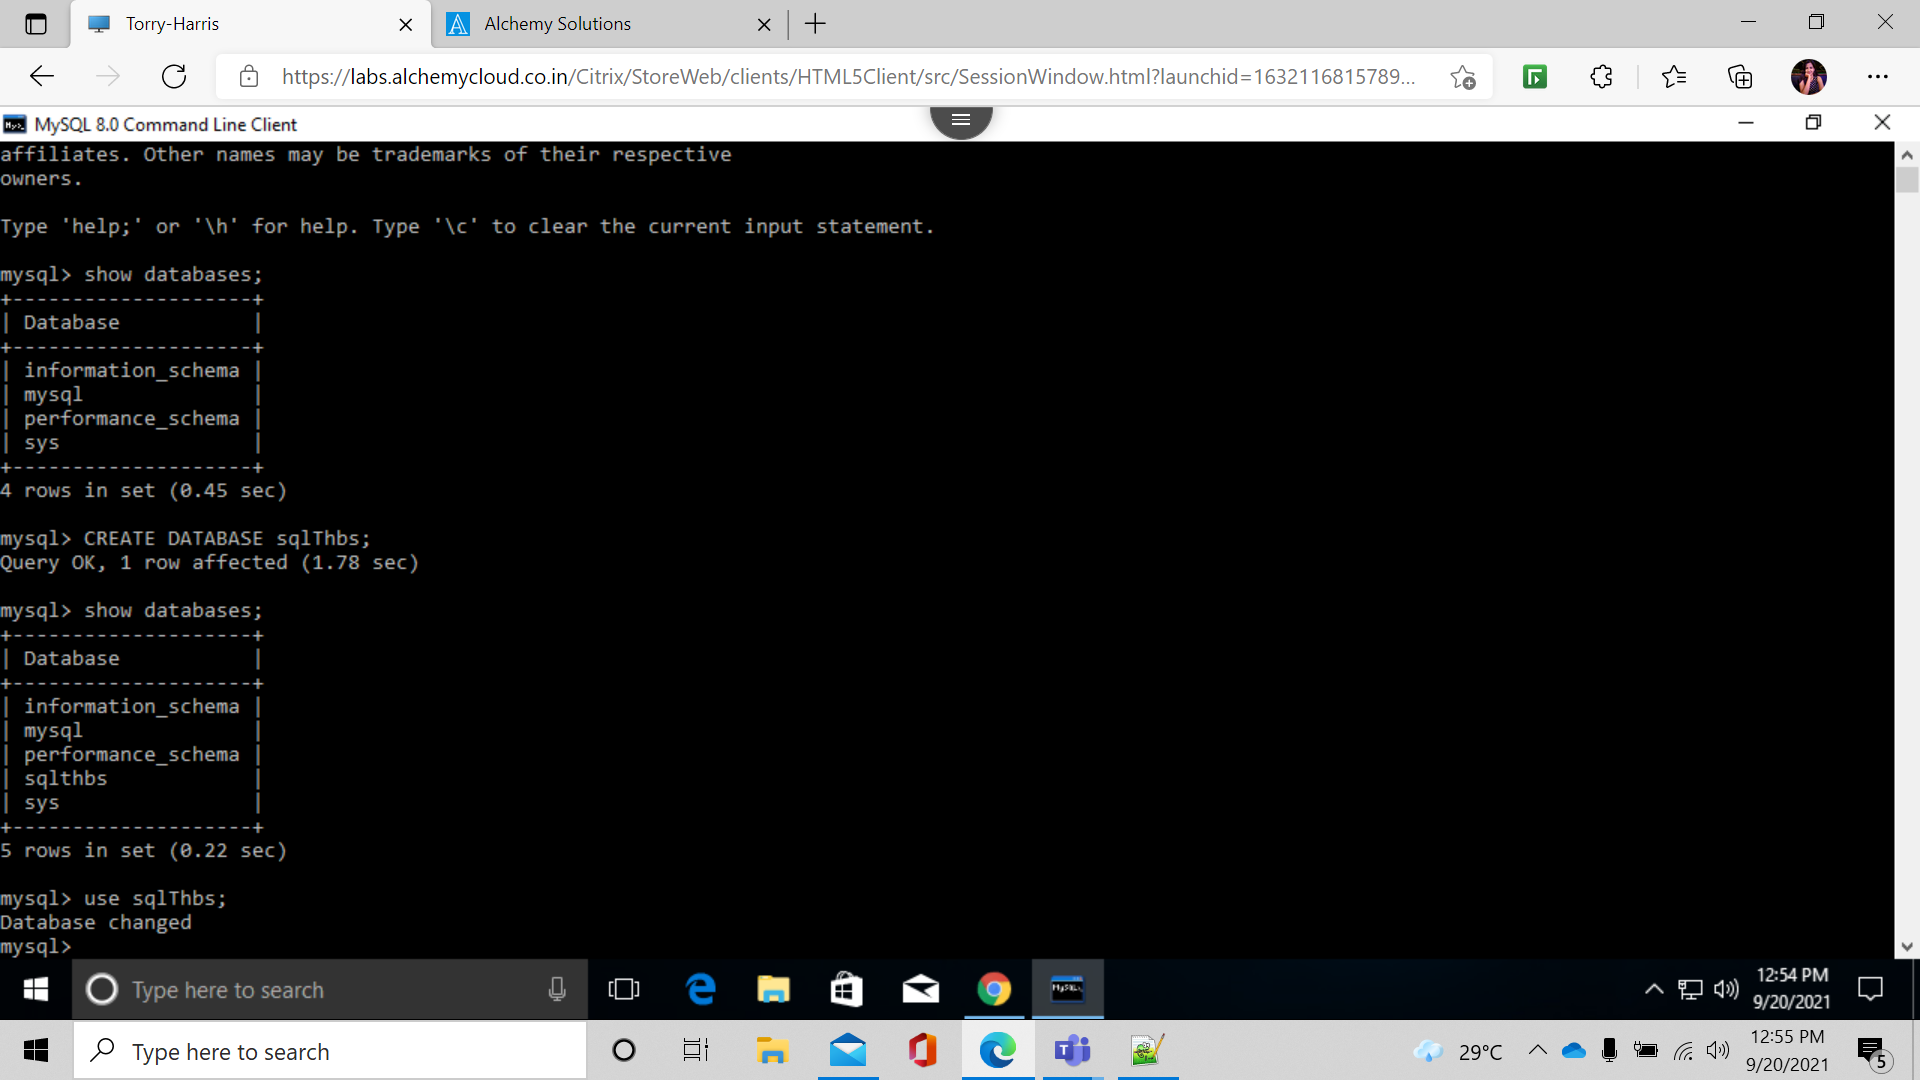 Torry-Harris
Alchemy Solutions
https://labs.alchemycloud.co.in/Citrix/StoreWeb/clients/HTML5Client/src/SessionWindow.html?launchid=1632116815789...
MySQL 8.0 Command Line Client
affiliates. Other names may be trademarks of their respective
owners.
Type 'help;' or '\h' for help. Type '\c' to clear the current input statement.
mysql> show databases;
+--------------------+
| Database           |
+--------------------+
| information_schema |
| mysql              |
| performance_schema |
| sys                |
+--------------------+
4 rows in set (0.45 sec)
mysql> CREATE DATABASE sqlThbs;
Query OK, 1 row affected (1.78 sec)
mysql> show databases;
+--------------------+
| Database           |
+--------------------+
| information_schema |
| mysql              |
| performance_schema |
| sqlthbs            |
| sys                |
+--------------------+
5 rows in set (0.22 sec)
mysql> use sqlThbs;
Database changed
mysql>
Type here to search
12:54 PM
9/20/2021
Type here to search
29°C
12:55 PM
9/20/2021
5